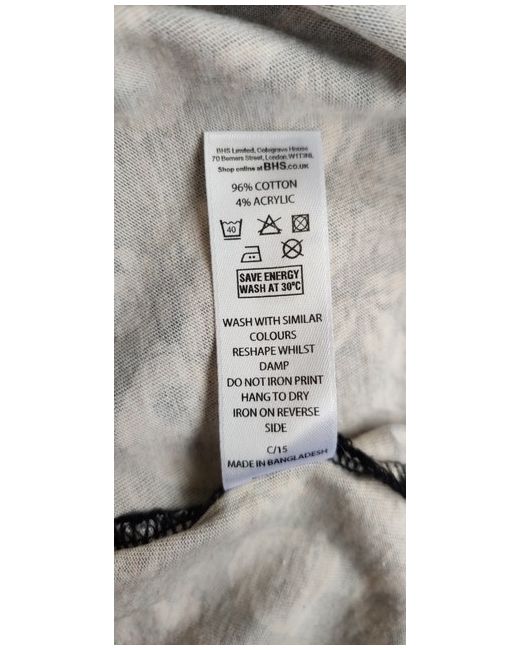 BHS Limited, Colegrave House
70 Berners Street, London, W1T3NL
Shop online at BHS.CO.UK
96% COTTON
4% ACRYLIC
40
SAVE ENERGY
WASH AT 30°C
WASH WITH SIMILAR
COLOURS
RESHAPE WHILST
DAMP
DO NOT IRON PRINT
HANG TO DRY
IRON ON REVERSE
SIDE
C/15
MADE IN BANGLADESH